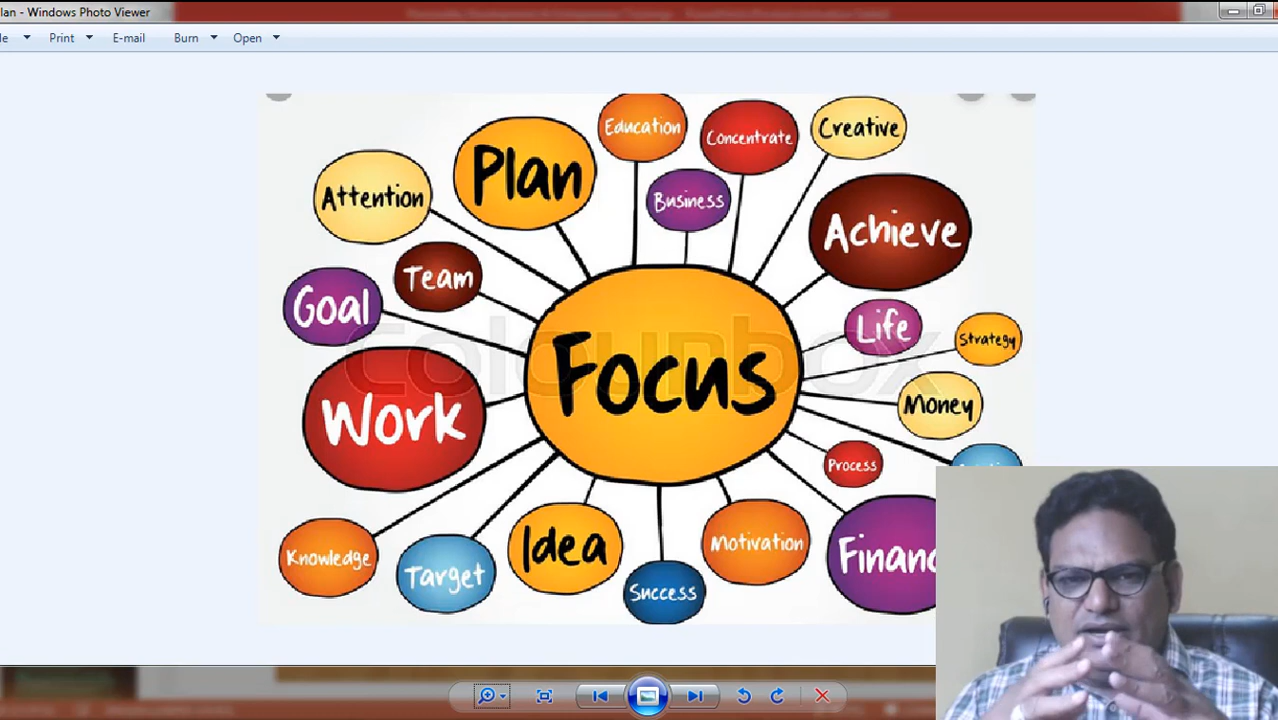 lan - Windows Photo Viewer
Print
E-mail
Burn
Open
Education
Concentrate
Creative
Plan
Attention
Business
Achieve
Team
Goal
Life
Strategy
Focus
colourbox
Money
Work
Process
Idea
Motivation
Financ
Knowledge
Target
Success